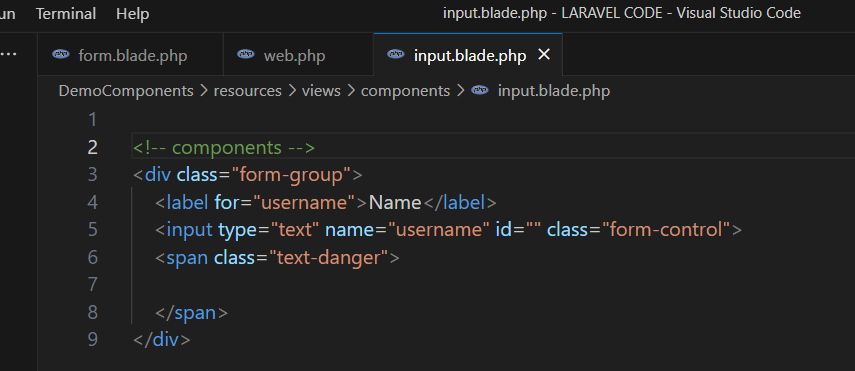 un Terminal Help input.blade.php - LARAVEL CODE - Visual Studio Code
... form.blade.php web.php input.blade.php ×
DemoComponents > resources > views > components > input.blade.php
1
2 <!-- components -->
3 <div class="form-group">
4 <label for="username">Name</label>
5 <input type="text" name="username" id="" class="form-control">
6 <span class="text-danger">
7
8 </span>
9 </div>